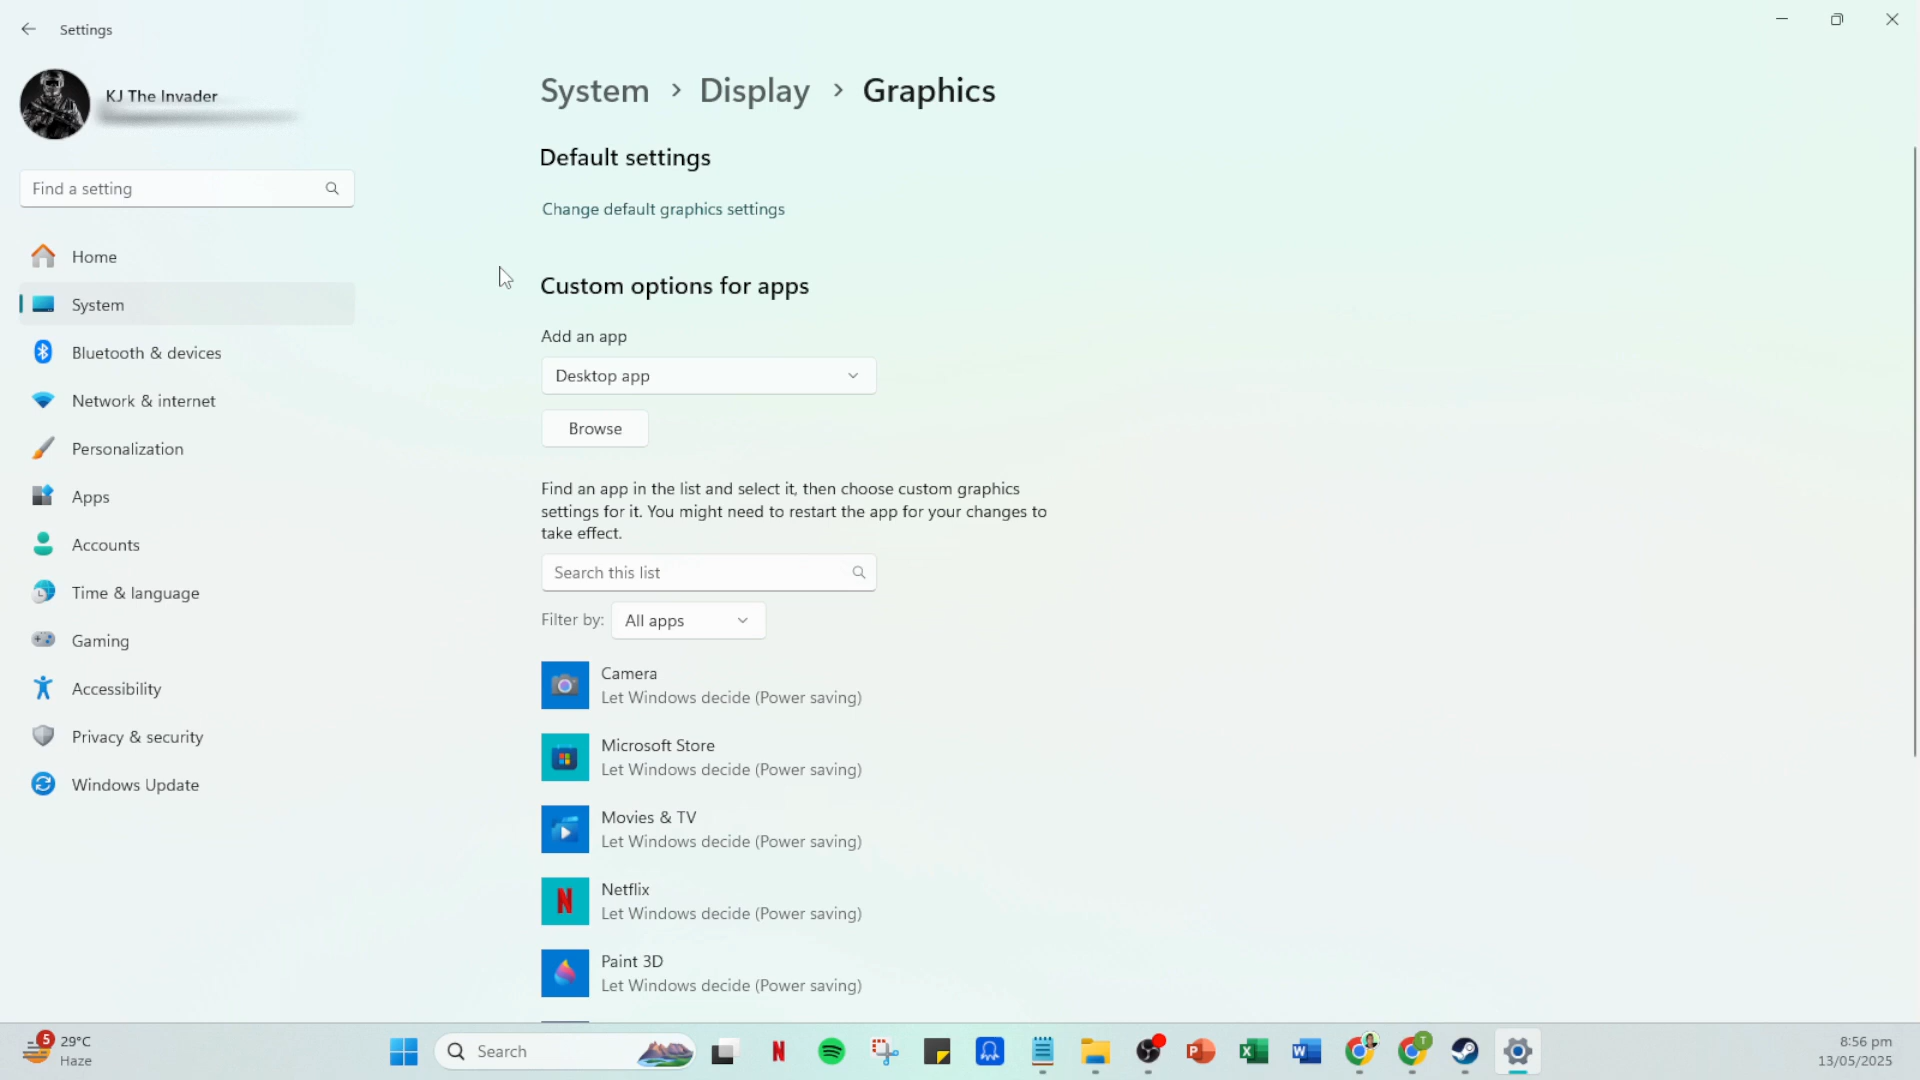 Settings
KJ The Invader
Find a setting
Home
System
Bluetooth & devices
Network & internet
Personalization
Apps
Accounts
Time & language
Gaming
Accessibility
Privacy & security
Windows Update
System > Display > Graphics
Default settings
Change default graphics settings
Custom options for apps
Add an app
Desktop app
Browse
Find an app in the list and select it, then choose custom graphics
settings for it. You might need to restart the app for your changes to
take effect.
Search this list
Filter by: All apps
Camera
Let Windows decide (Power saving)
Microsoft Store
Let Windows decide (Power saving)
Movies & TV
Let Windows decide (Power saving)
N
Netflix
Let Windows decide (Power saving)
Paint 3D
Let Windows decide (Power saving)
5
29°C
Haze
Search
N
P
X
W
T
8:56 pm
13/05/2025